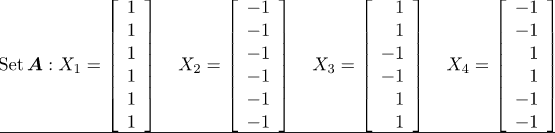 Set A : X₁ = [1 1 1 1 1 1] X₂ = [−1 −1 −1 −1 −1 −1] X₃ = [1 1 −1 −1 1 1] X₄ = [−1 −1 1 1 −1 −1]